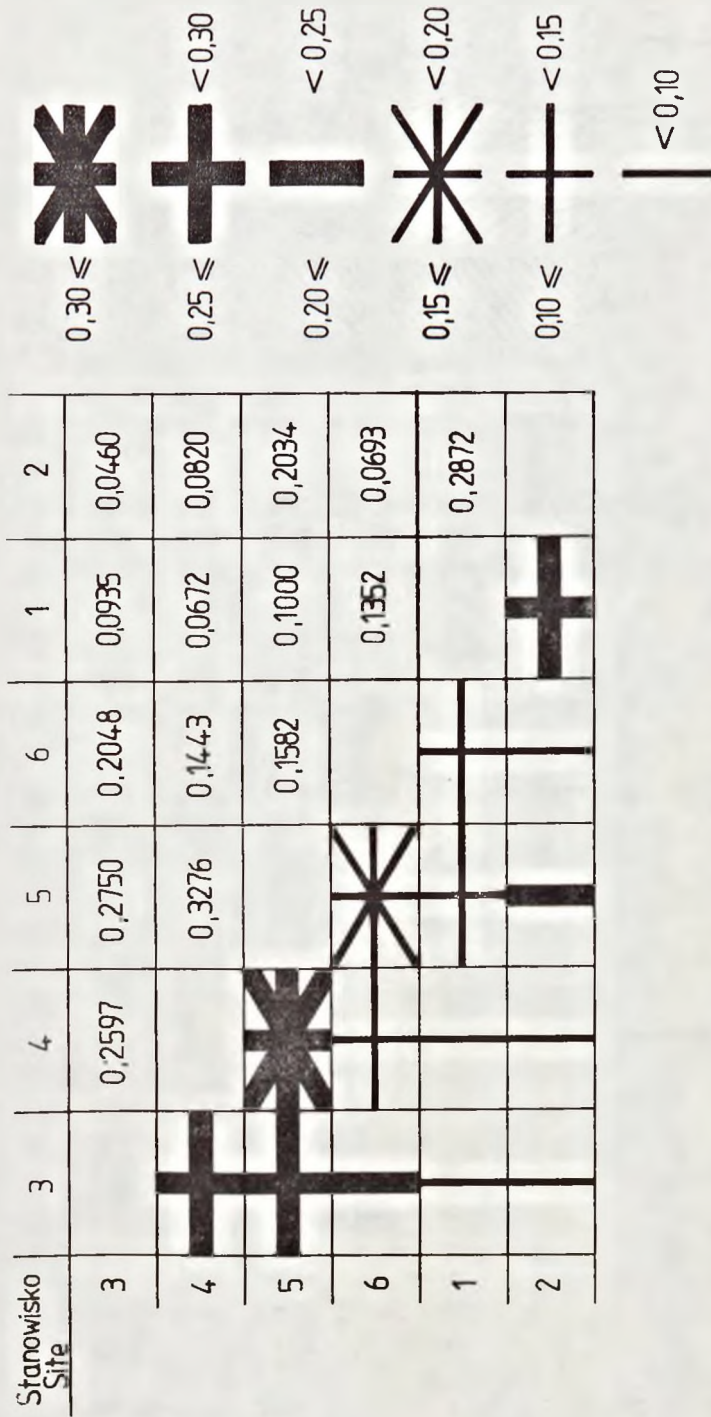 Stanowisko 3 4 5 6 1 2
Site
3 0,2597 0,2750 0,2048 0,0935 0,0460
4 0,3276 0,1443 0,0672 0,0820
5 0,1582 0,1000 0,2034
6 0,1352 0,0693
1 0,2872
2
0,30 ⩽
0,25 ⩽ < 0,30
0,20 ⩽ < 0,25
0,15 ⩽ < 0,20
0,10 ⩽ < 0,15
< 0,10